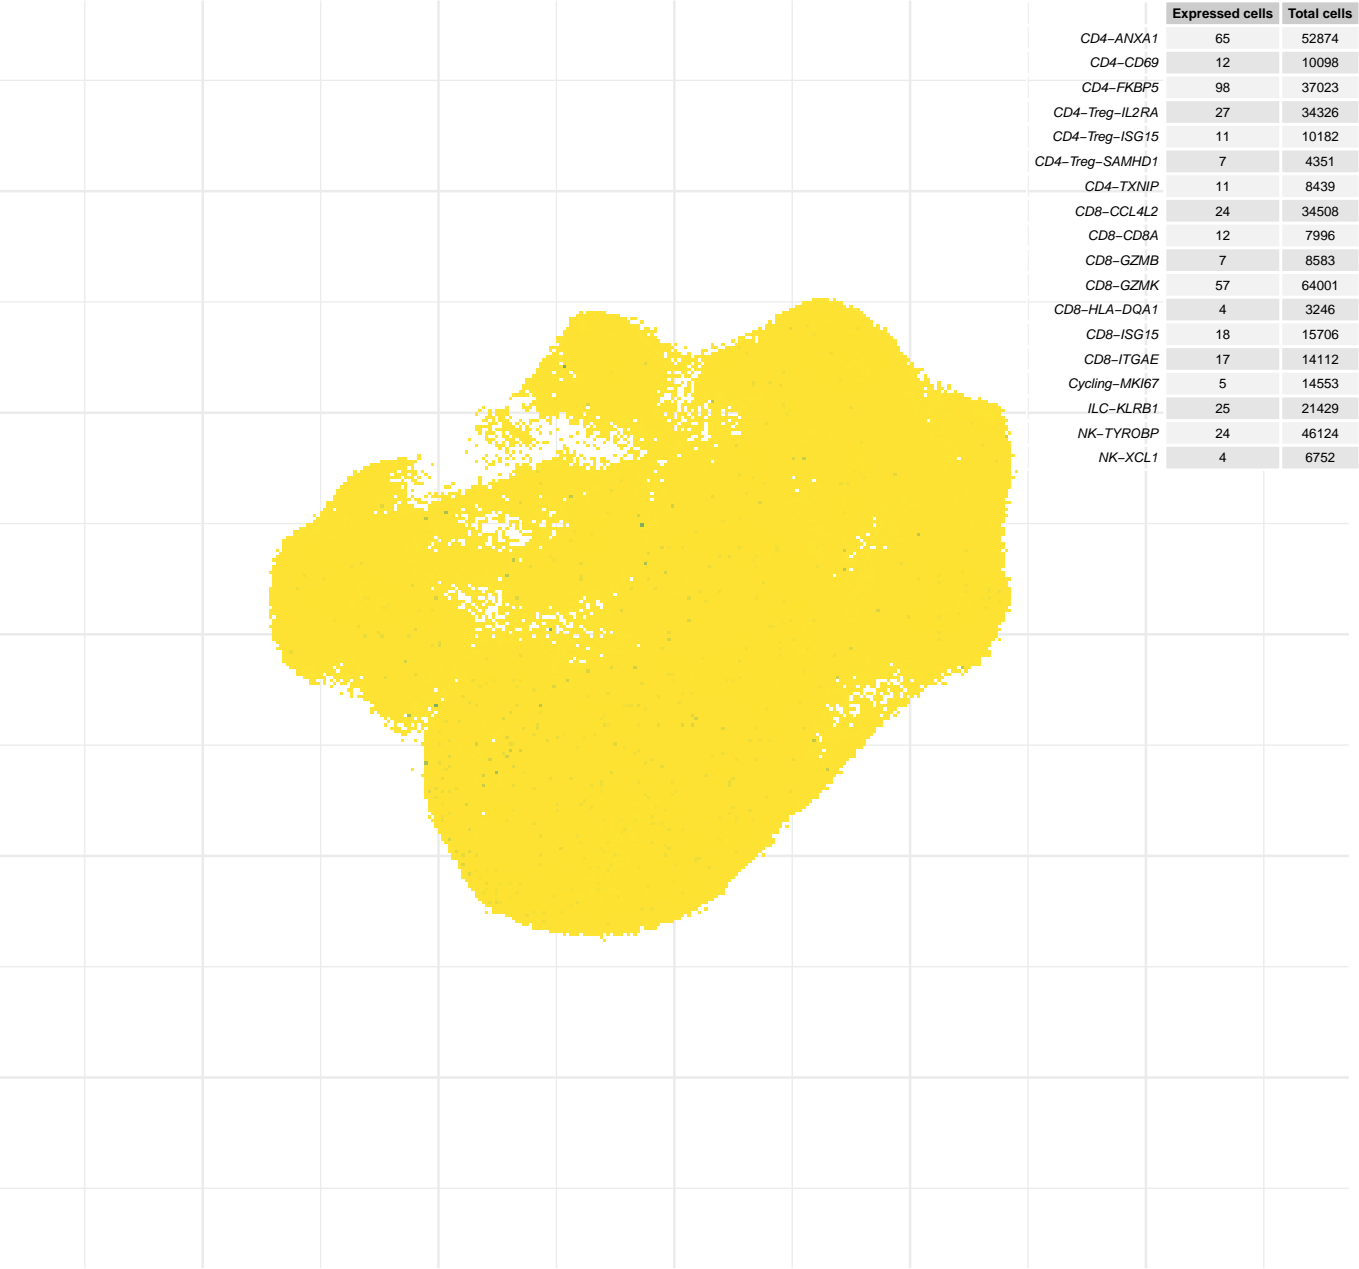 Expressed cells Total cells
CD4−ANXA1 65 52874
CD4−CD69 12 10098
CD4−FKBP5 98 37023
CD4−Treg−IL2RA 27 34326
CD4−Treg−ISG15 11 10182
CD4−Treg−SAMHD1 7 4351
CD4−TXNIP 11 8439
CD8−CCL4L2 24 34508
CD8−CD8A 12 7996
CD8−GZMB 7 8583
CD8−GZMK 57 64001
CD8−HLA−DQA1 4 3246
CD8−ISG15 18 15706
CD8−ITGAE 17 14112
Cycling−MKI67 5 14553
ILC−KLRB1 25 21429
NK−TYROBP 24 46124
NK−XCL1 4 6752